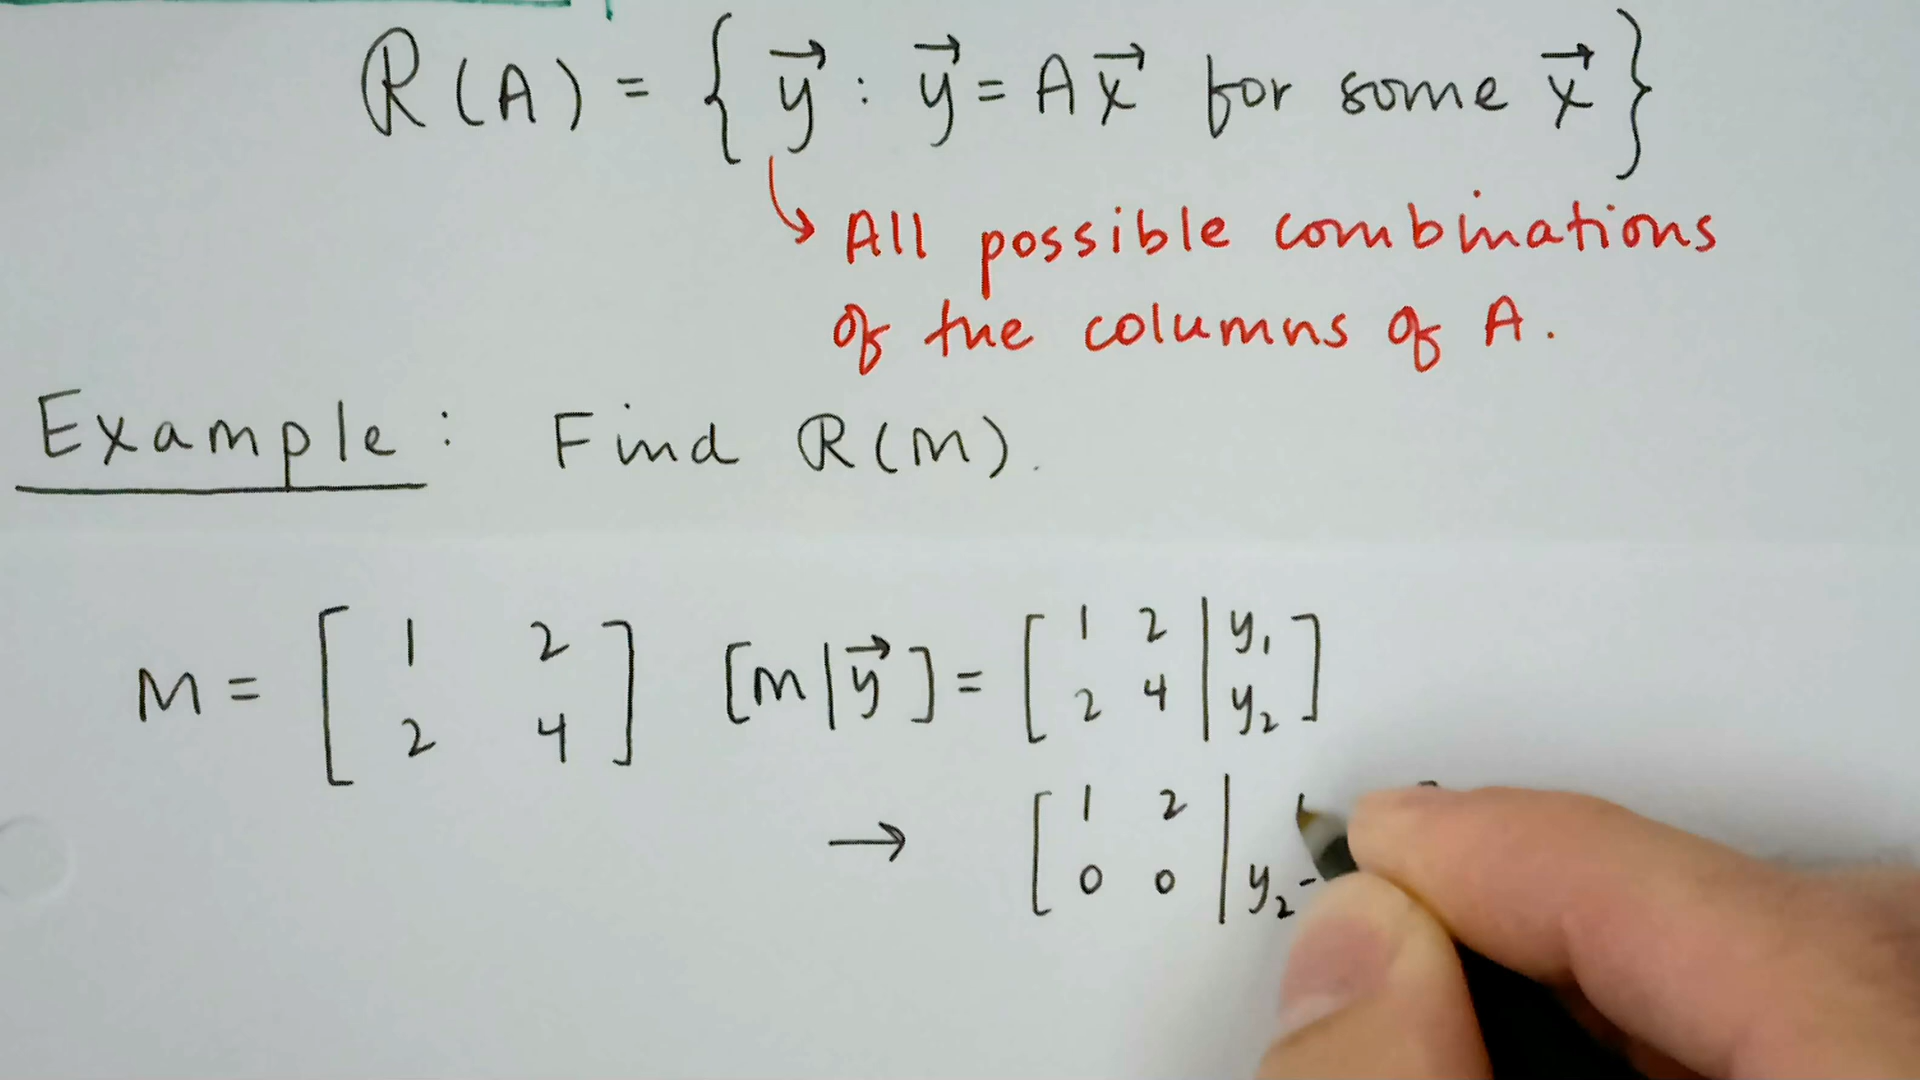 R(A) = { y⃗ : y⃗ = Ax⃗ for some x⃗ }
All possible combinations
of the columns of A.
Example : Find R(M).
M = [ 1 2 ] [M|y⃗] = [ 1 2 | y₁ ]
[ 2 4 ] [ 2 4 | y₂ ]
→ [ 1 2 |
[ 0 0 | y₂ -